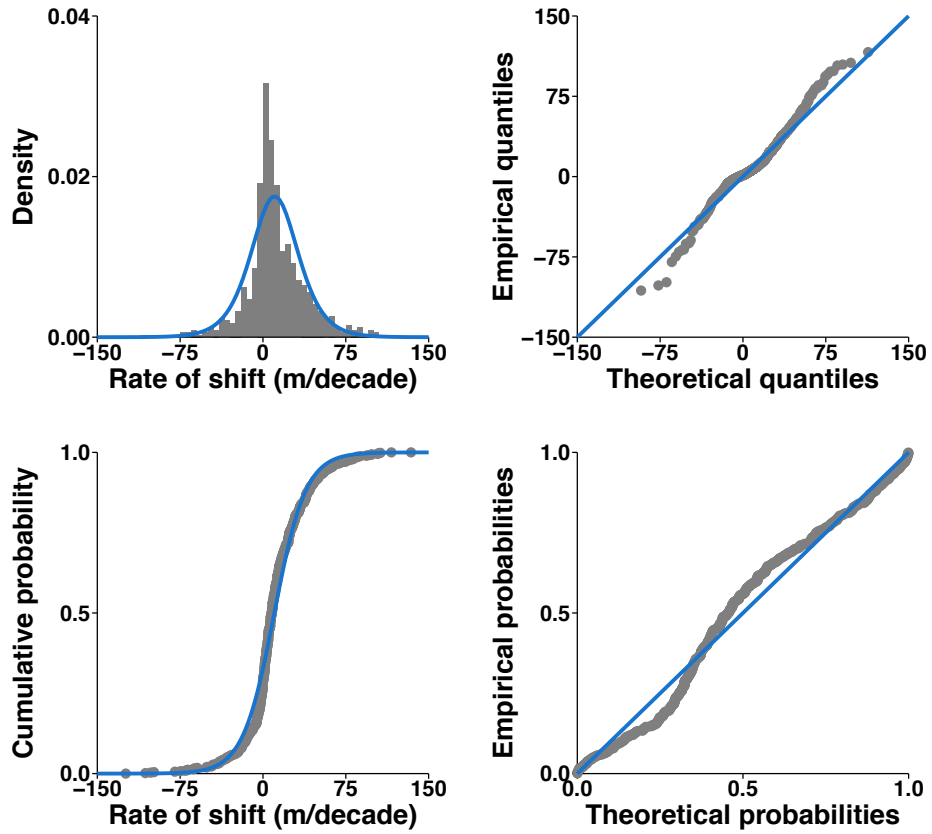 0.04
0.02
0.00
Density
−150 −75 0 75 150
Rate of shift (m/decade)
150
75
0
−75
−150
Empirical quantiles
−150 −75 0 75 150
Theoretical quantiles
1.0
0.5
0.0
Cumulative probability
−150 −75 0 75 150
Rate of shift (m/decade)
1.0
0.5
0.0
Empirical probabilities
0.0 0.5 1.0
Theoretical probabilities